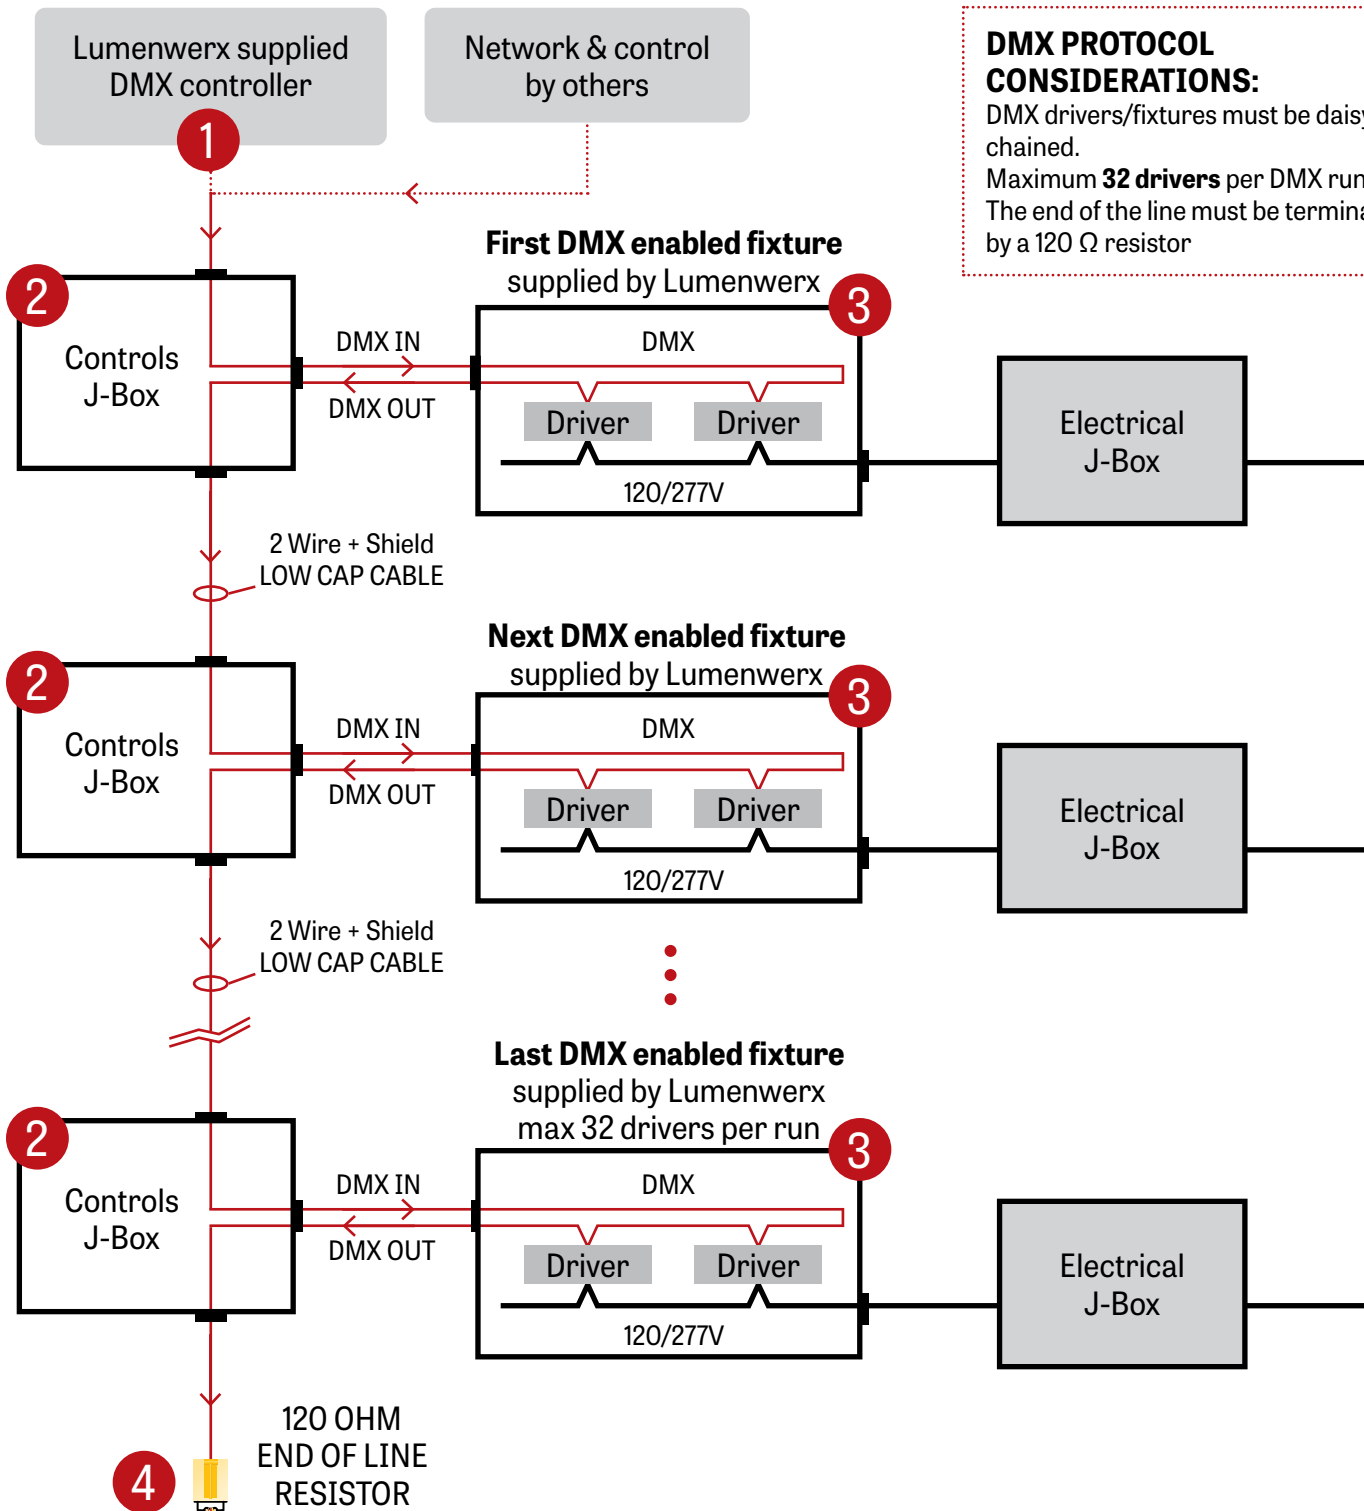 Lumenwerx supplied
DMX controller
1
Network & control
by others
DMX PROTOCOL
CONSIDERATIONS:
DMX drivers/fixtures must be daisy
chained.
Maximum 32 drivers per DMX run
The end of the line must be termina
by a 120 Ω resistor
First DMX enabled fixture
supplied by Lumenwerx
2
Controls
J-Box
DMX IN
DMX OUT
3
DMX
Driver
Driver
120/277V
Electrical
J-Box
2 Wire + Shield
LOW CAP CABLE
Next DMX enabled fixture
supplied by Lumenwerx
2
Controls
J-Box
DMX IN
DMX OUT
3
DMX
Driver
Driver
120/277V
Electrical
J-Box
2 Wire + Shield
LOW CAP CABLE
Last DMX enabled fixture
supplied by Lumenwerx
max 32 drivers per run
2
Controls
J-Box
DMX IN
DMX OUT
3
DMX
Driver
Driver
120/277V
Electrical
J-Box
4
120 OHM
END OF LINE
RESISTOR